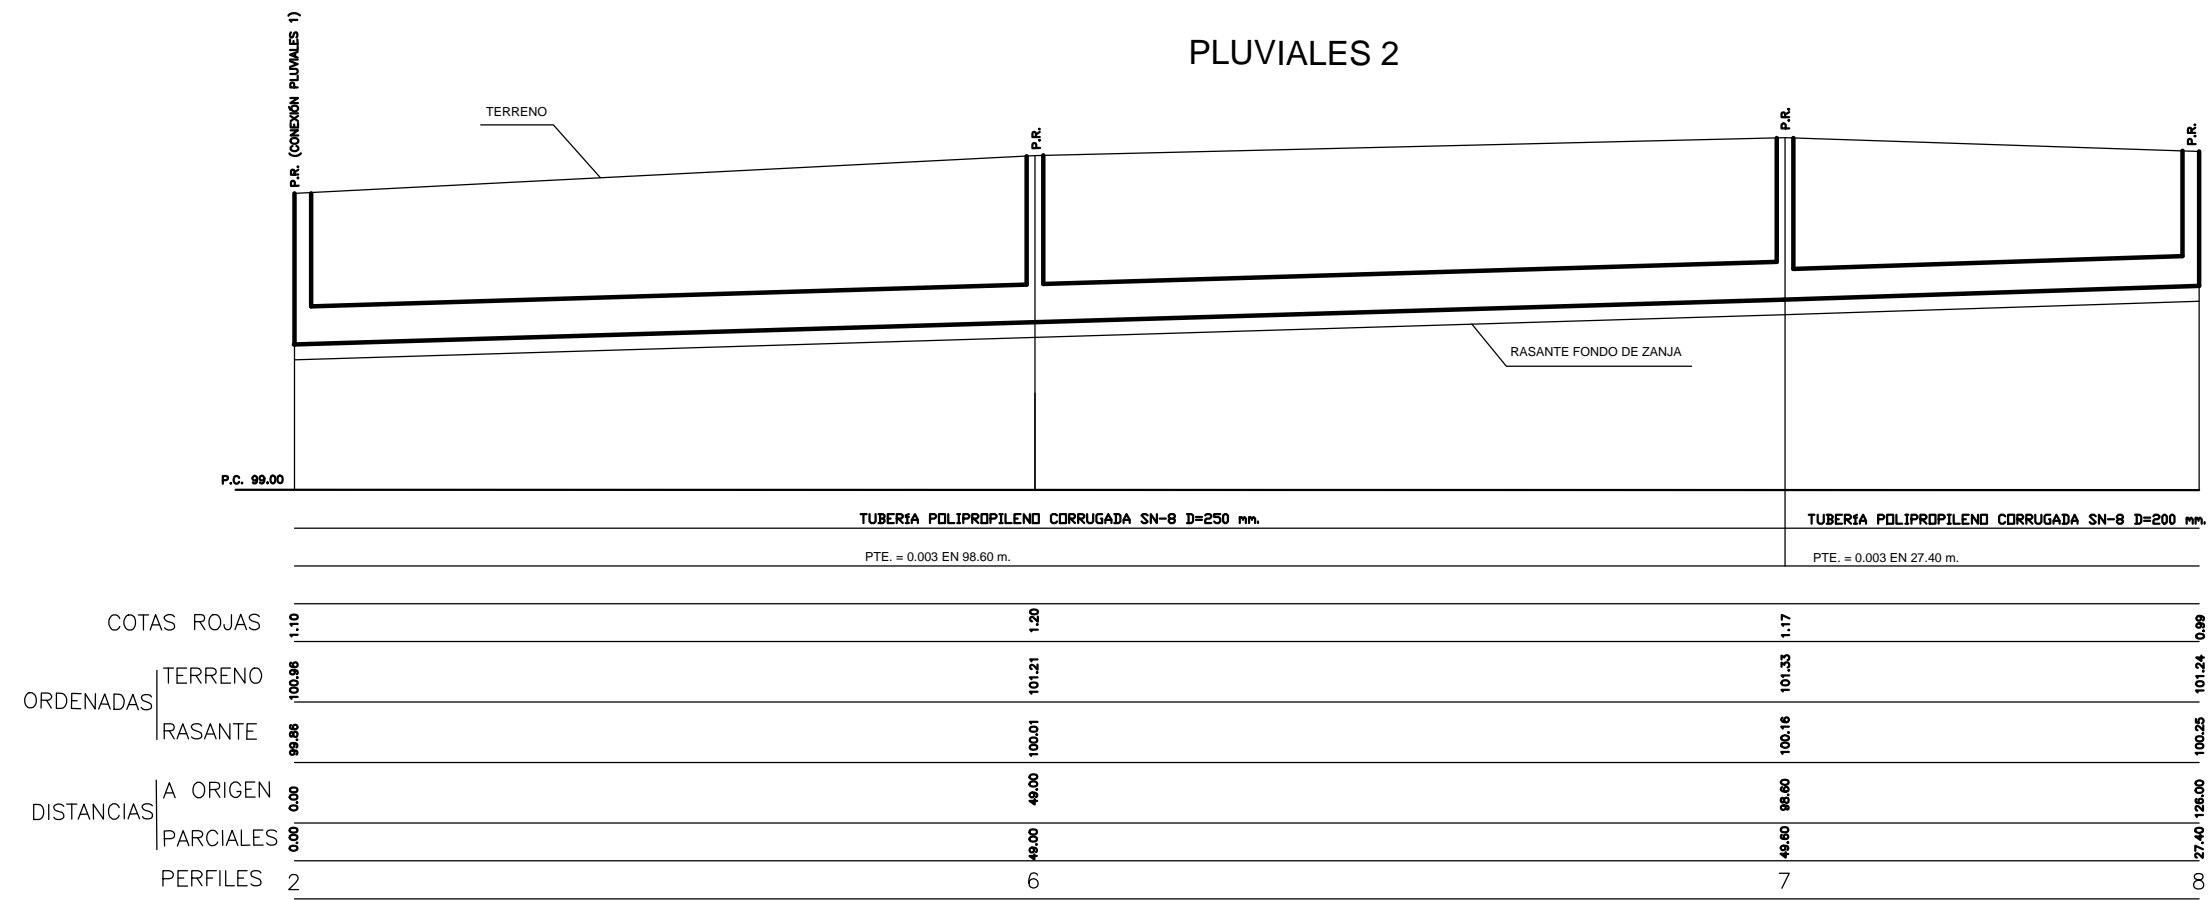 PLUVIALES 2
P.R. (CONEXIÓN PLUVIALES 1)
P.R.
P.R.
P.R.
TERRENO
RASANTE FONDO DE ZANJA
P.C. 99.00
TUBERíA POLIPROPILENO CORRUGADA SN-8 D=250 mm.
TUBERíA POLIPROPILENO CORRUGADA SN-8 D=200 mm.
PTE. = 0.003 EN 98.60 m.
PTE. = 0.003 EN 27.40 m.
COTAS ROJAS 1.10 1.20 1.17 0.99
ORDENADAS
TERRENO 100.96 101.21 101.33 101.24
RASANTE 99.86 100.01 100.16 100.25
DISTANCIAS
A ORIGEN 0.00 49.00 98.60 126.00
PARCIALES 0.00 49.00 49.60 27.40
PERFILES 2 6 7 8